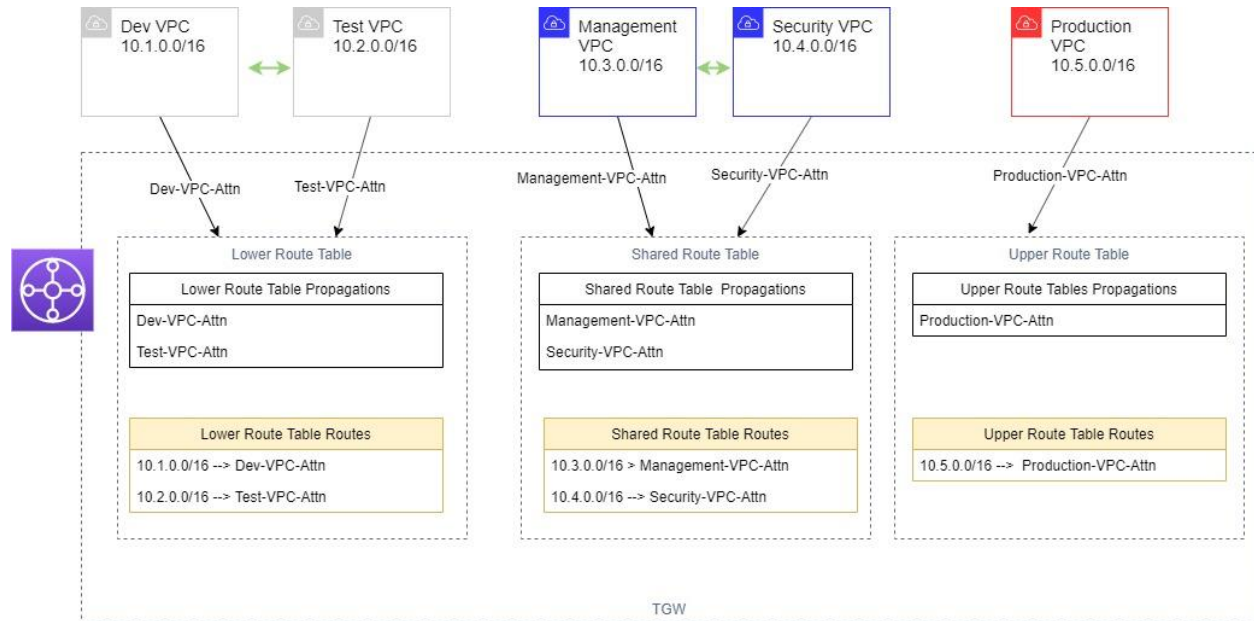 Dev VPC
10.1.0.0/16
Test VPC
10.2.0.0/16
Management
VPC
10.3.0.0/16
Security VPC
10.4.0.0/16
Production
VPC
10.5.0.0/16
Dev-VPC-Attn
Test-VPC-Attn
Management-VPC-Attn
Security-VPC-Attn
Production-VPC-Attn
Lower Route Table
Lower Route Table Propagations
Dev-VPC-Attn
Test-VPC-Attn
Lower Route Table Routes
10.1.0.0/16 --> Dev-VPC-Attn
10.2.0.0/16 --> Test-VPC-Attn
Shared Route Table
Shared Route Table Propagations
Management-VPC-Attn
Security-VPC-Attn
Shared Route Table Routes
10.3.0.0/16 > Management-VPC-Attn
10.4.0.0/16 --> Security-VPC-Attn
Upper Route Table
Upper Route Tables Propagations
Production-VPC-Attn
Upper Route Table Routes
10.5.0.0/16 --> Production-VPC-Attn
TGW